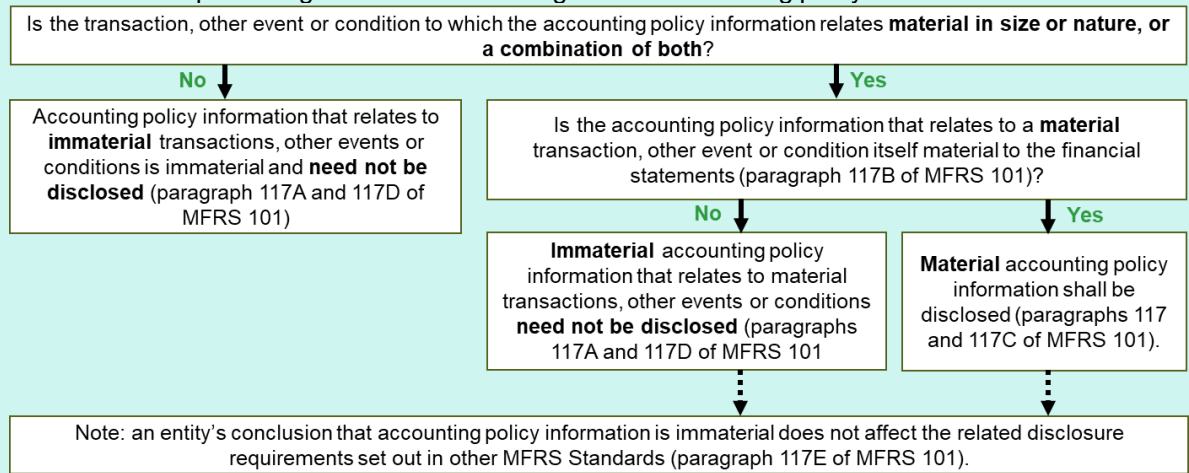 Is the transaction, other event or condition to which the accounting policy information relates material in size or nature, or
a combination of both?
No
Yes
Accounting policy information that relates to
immaterial transactions, other events or
conditions is immaterial and need not be
disclosed (paragraph 117A and 117D of
MFRS 101)
Is the accounting policy information that relates to a material
transaction, other event or condition itself material to the financial
statements (paragraph 117B of MFRS 101)?
No
Yes
Immaterial accounting policy
information that relates to material
transactions, other events or conditions
need not be disclosed (paragraphs
117A and 117D of MFRS 101
Material accounting policy
information shall be
disclosed (paragraphs 117
and 117C of MFRS 101).
Note: an entity's conclusion that accounting policy information is immaterial does not affect the related disclosure
requirements set out in other MFRS Standards (paragraph 117E of MFRS 101).